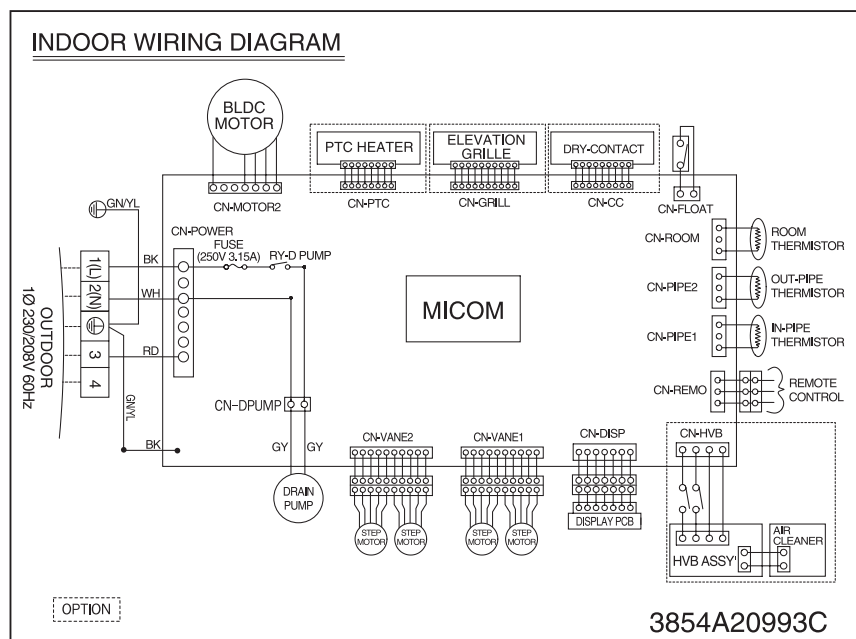 INDOOR WIRING DIAGRAM
BLDC
MOTOR
CN-MOTOR2
PTC HEATER
CN-PTC
ELEVATION
GRILLE
CN-GRILL
DRY-CONTACT
CN-CC
CN-FLOAT
GN/YL
CN-POWER
FUSE
(250V 3.15A)
RY-D PUMP
CN-ROOM
ROOM
THERMISTOR
CN-PIPE2
OUT-PIPE
THERMISTOR
CN-PIPE1
IN-PIPE
THERMISTOR
CN-REMO
REMOTE
CONTROL
MICOM
OUTDOOR
1Ø 230/208V 60Hz
1(L)
2(N)
3
4
BK
WH
RD
GN/YL
BK
CN-DPUMP
GY
GY
DRAIN
PUMP
CN-VANE2
STEP
MOTOR
STEP
MOTOR
CN-VANE1
STEP
MOTOR
STEP
MOTOR
CN-DISP
DISPLAY PCB
CN-HVB
HVB ASSY'
AIR
CLEANER
OPTION
3854A20993C